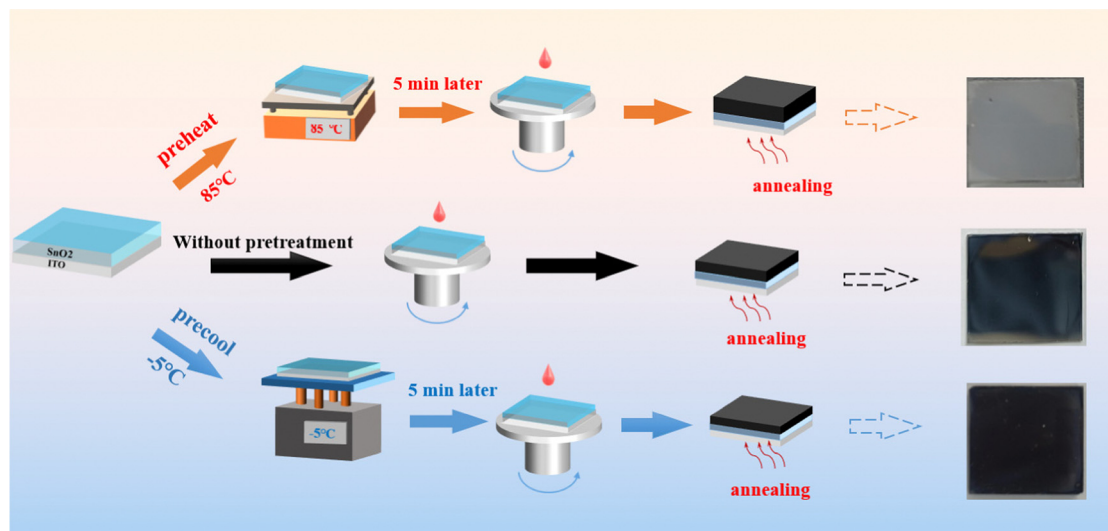 5 min later
85 ℃
preheat
85℃
annealing
Without pretreatment
SnO2
ITO
annealing
precool
-5℃
5 min later
-5℃
annealing